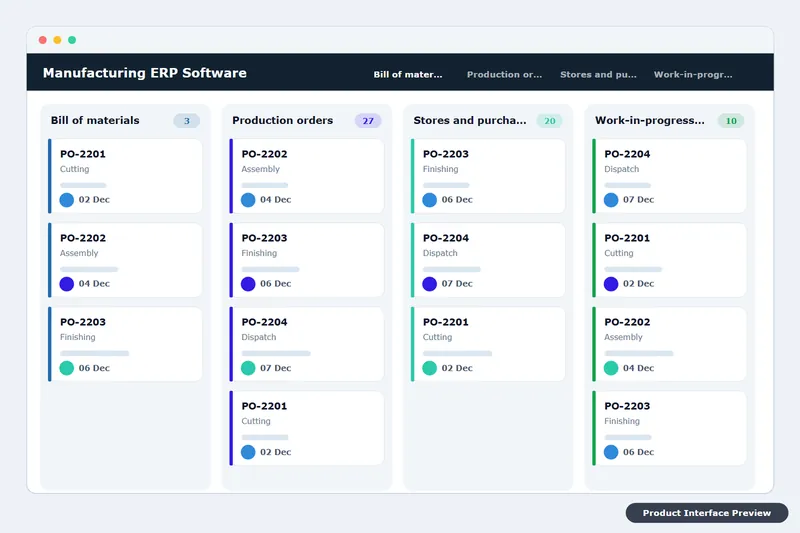 Manufacturing ERP Software
Bill of mater...
Production or...
Stores and pu...
Work-in-progr...
Bill of materials
3
PO-2201
Cutting
02 Dec
PO-2202
Assembly
04 Dec
PO-2203
Finishing
06 Dec
Production orders
27
PO-2202
Assembly
04 Dec
PO-2203
Finishing
06 Dec
PO-2204
Dispatch
07 Dec
PO-2201
Cutting
02 Dec
Stores and purcha...
20
PO-2203
Finishing
06 Dec
PO-2204
Dispatch
07 Dec
PO-2201
Cutting
02 Dec
Work-in-progress...
10
PO-2204
Dispatch
07 Dec
PO-2201
Cutting
02 Dec
PO-2202
Assembly
04 Dec
PO-2203
Finishing
06 Dec
Product Interface Preview